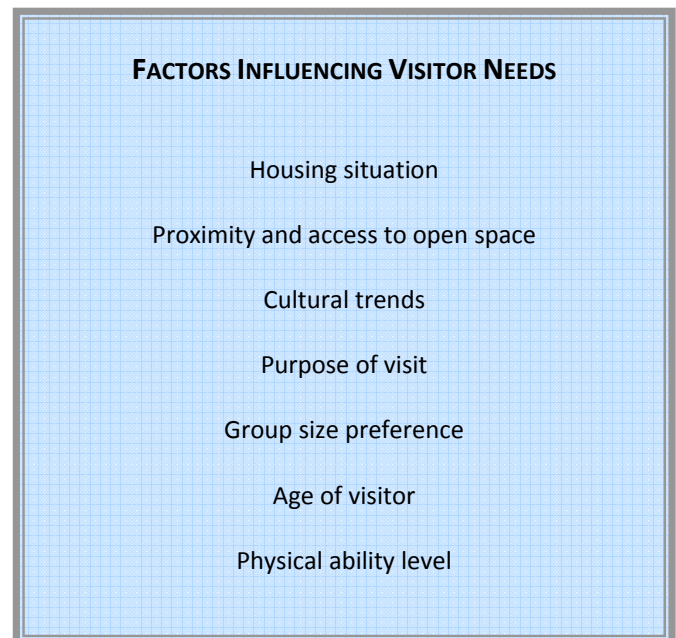 FACTORS INFLUENCING VISITOR NEEDS
Housing situation
Proximity and access to open space
Cultural trends
Purpose of visit
Group size preference
Age of visitor
Physical ability level